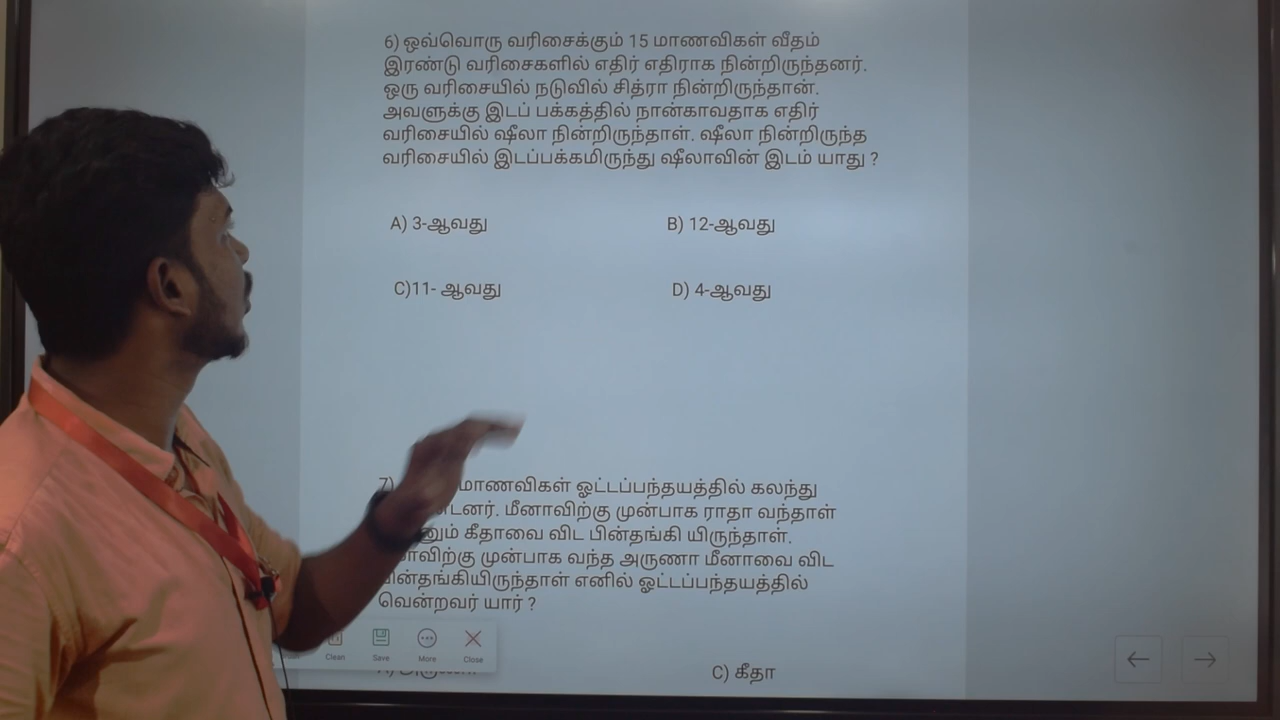 6) ஒவ்வொரு வரிசைக்கும் 15 மாணவிகள் வீதம்
இரண்டு வரிசைகளில் எதிர் எதிராக நின்றிருந்தனர்.
ஒரு வரிசையில் நடுவில் சித்ரா நின்றிருந்தான்.
அவளுக்கு இடப் பக்கத்தில் நான்காவதாக எதிர்
வரிசையில் ஷீலா நின்றிருந்தாள். ஷீலா நின்றிருந்த
வரிசையில் இடப்பக்கமிருந்து ஷீலாவின் இடம் யாது ?
A) 3-ஆவது
B) 12-ஆவது
C)11- ஆவது
D) 4-ஆவது
7) மாணவிகள் ஓட்டப்பந்தயத்தில் கலந்து
மீனாவிற்கு முன்பாக ராதா வந்தாள்
கீதாவை விட பின்தங்கி யிருந்தாள்.
முன்பாக வந்த அருணா மீனாவை விட
பின்தங்கியிருந்தாள் எனில் ஓட்டப்பந்தயத்தில்
வென்றவர் யார் ?
Clean
Save
More
Close
C) கீதா